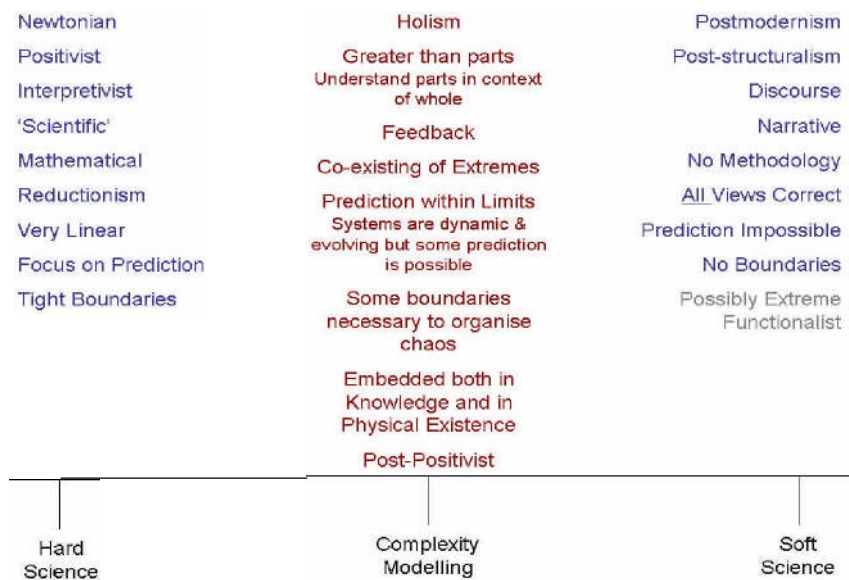 Newtonian
Positivist
Interpretivist
'Scientific'
Mathematical
Reductionism
Very Linear
Focus on Prediction
Tight Boundaries
Holism
Greater than parts
Understand parts in context
of whole
Feedback
Co-existing of Extremes
Prediction within Limits
Systems are dynamic &
evolving but some prediction
is possible
Some boundaries
necessary to organise
chaos
Embedded both in
Knowledge and in
Physical Existence
Post-Positivist
Postmodernism
Post-structuralism
Discourse
Narrative
No Methodology
All Views Correct
Prediction Impossible
No Boundaries
Possibly Extreme
Functionalist
Hard
Science
Complexity
Modelling
Soft
Science